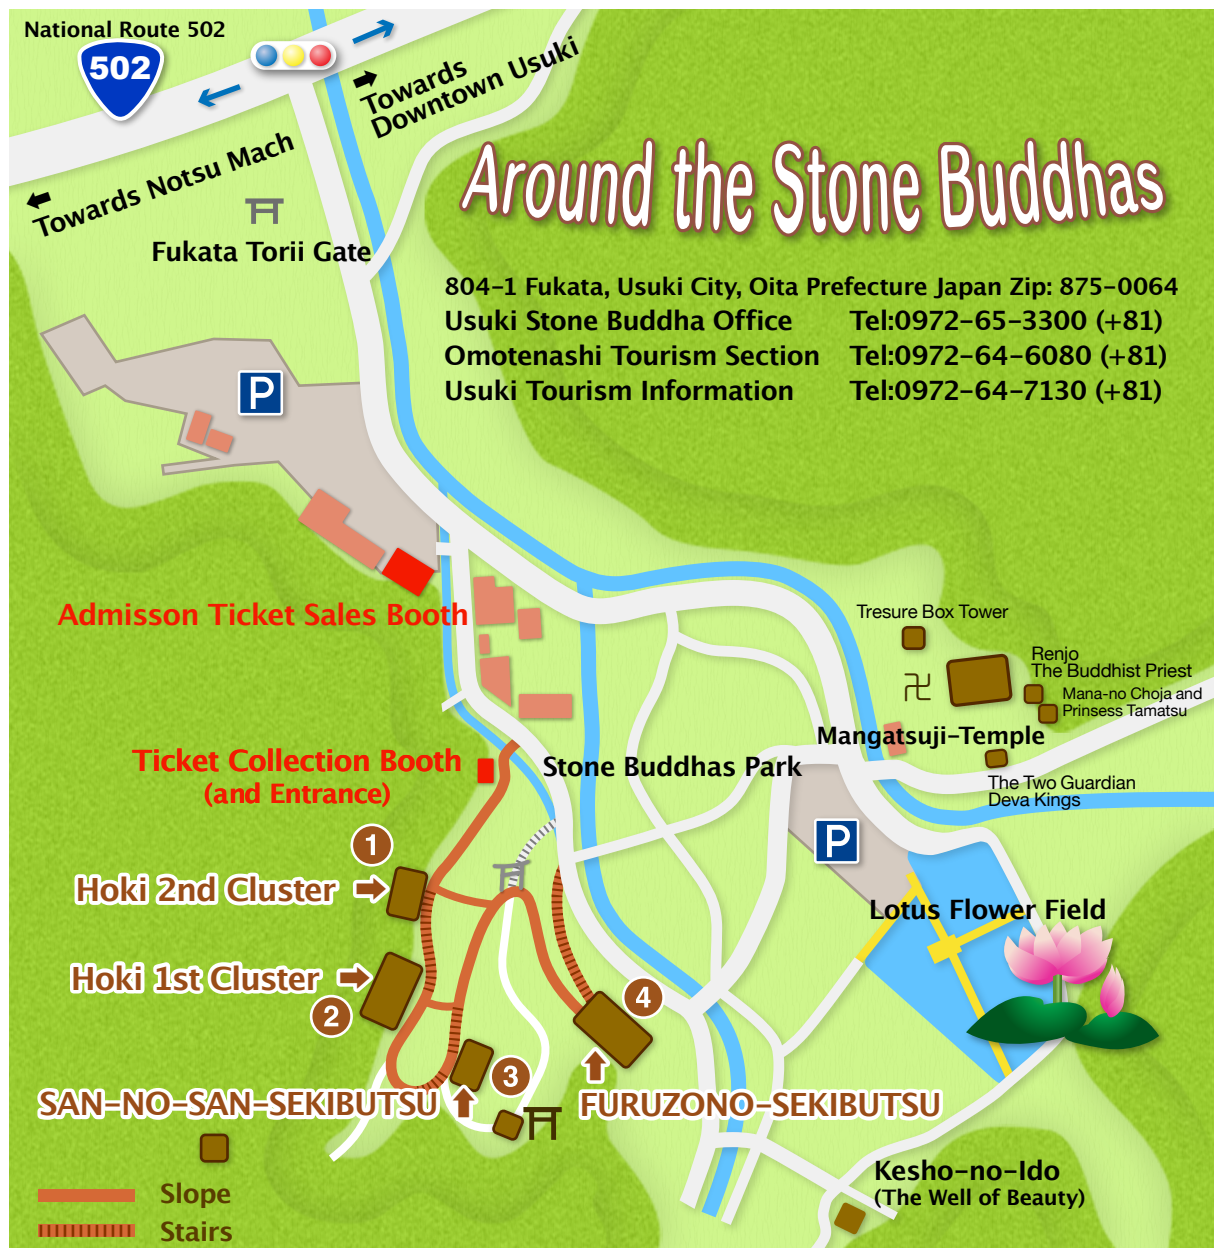 National Route 502
502
Towards
Downtown Usuki
Towards Notsu Mach
Fukata Torii Gate
Around the Stone Buddhas
804-1 Fukata, Usuki City, Oita Prefecture Japan Zip: 875-0064
Usuki Stone Buddha Office Tel:0972-65-3300 (+81)
Omotenashi Tourism Section Tel:0972-64-6080 (+81)
Usuki Tourism Information Tel:0972-64-7130 (+81)
P
Admisson Ticket Sales Booth
Tresure Box Tower
Renjo
The Buddhist Priest
卍
Mana-no Choja and
Prinsess Tamatsu
Mangatsuji-Temple
Ticket Collection Booth
(and Entrance)
Stone Buddhas Park
The Two Guardian
Deva Kings
P
1
Hoki 2nd Cluster
Lotus Flower Field
Hoki 1st Cluster
2
4
3
SAN-NO-SAN-SEKIBUTSU
FURUZONO-SEKIBUTSU
Kesho-no-Ido
(The Well of Beauty)
Slope
Stairs